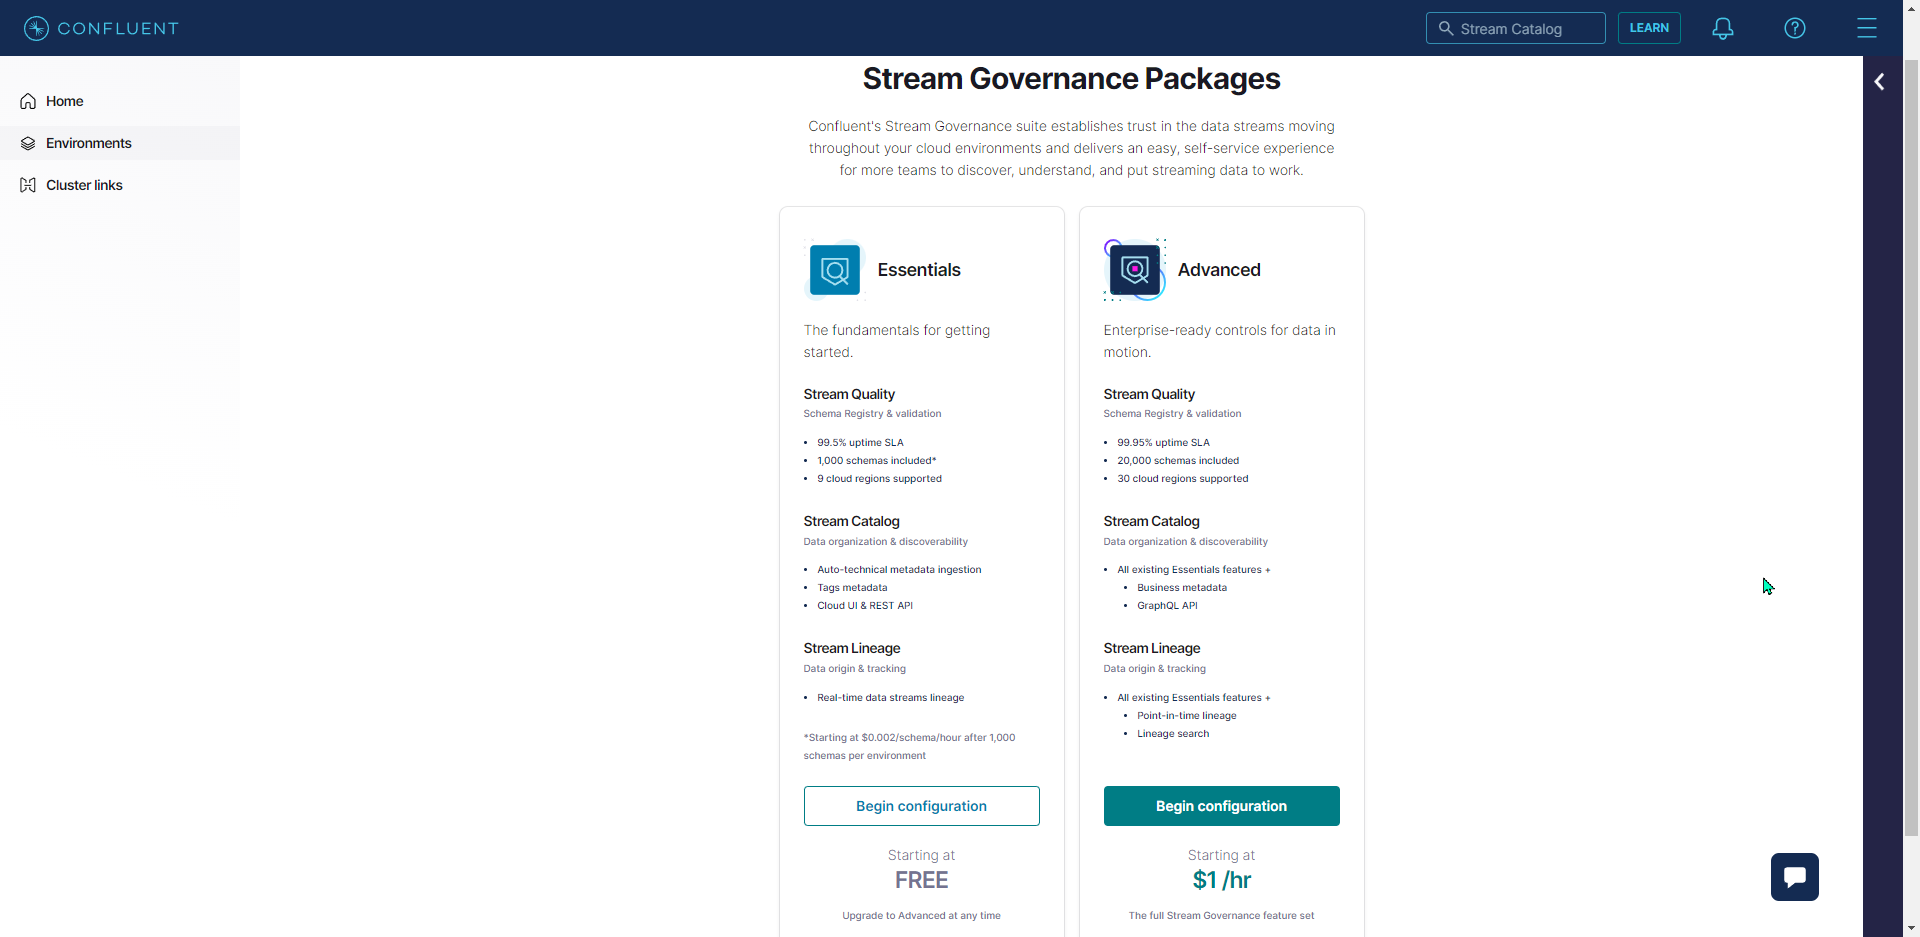 CONFLUENT
Stream Catalog
LEARN
Home
Environments
Cluster links
Stream Governance Packages
Confluent's Stream Governance suite establishes trust in the data streams moving
throughout your cloud environments and delivers an easy, self-service experience
for more teams to discover, understand, and put streaming data to work.
Essentials
The fundamentals for getting
started.
Stream Quality
Schema Registry & validation
• 99.5% uptime SLA
• 1,000 schemas included*
• 9 cloud regions supported
Stream Catalog
Data organization & discoverability
• Auto-technical metadata ingestion
• Tags metadata
• Cloud UI & REST API
Stream Lineage
Data origin & tracking
• Real-time data streams lineage
*Starting at $0.002/schema/hour after 1,000
schemas per environment
Begin configuration
Starting at
FREE
Upgrade to Advanced at any time
Advanced
Enterprise-ready controls for data in
motion.
Stream Quality
Schema Registry & validation
• 99.95% uptime SLA
• 20,000 schemas included
• 30 cloud regions supported
Stream Catalog
Data organization & discoverability
• All existing Essentials features +
• Business metadata
• GraphQL API
Stream Lineage
Data origin & tracking
• All existing Essentials features +
• Point-in-time lineage
• Lineage search
Begin configuration
Starting at
$1 /hr
The full Stream Governance feature set